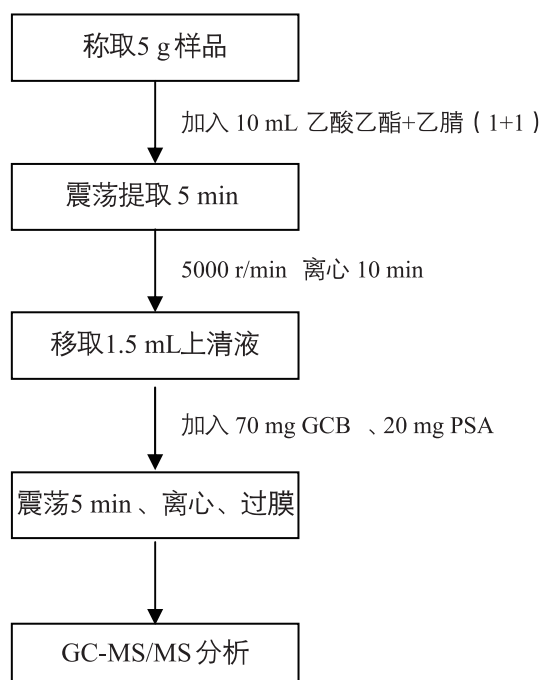 称取5 g样品
加入 10 mL 乙酸乙酯+乙腈（1+1）
震荡提取 5 min
5000 r/min 离心 10 min
移取1.5 mL上清液
加入 70 mg GCB 、20 mg PSA
震荡5 min、离心、过膜
GC-MS/MS 分析